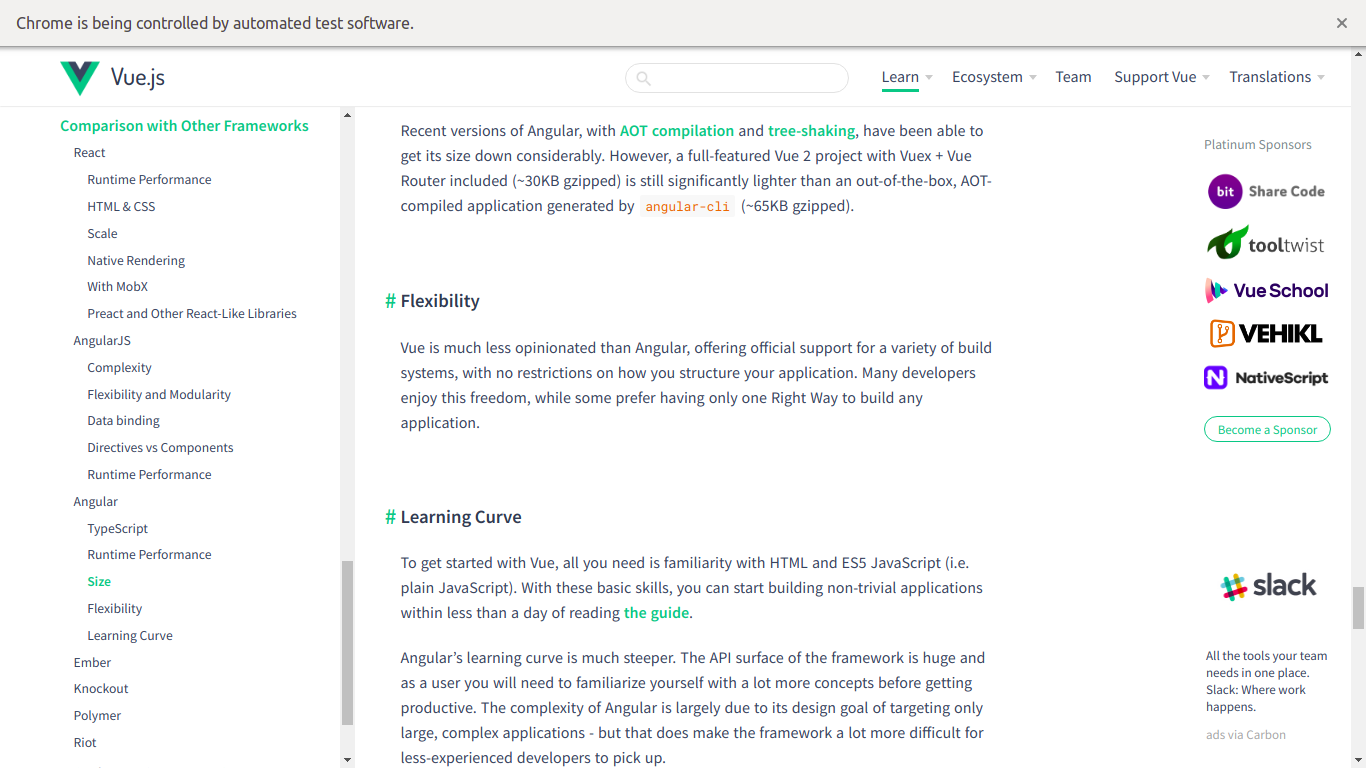 Chrome is being controlled by automated test software.
Vue.js
Learn
Ecosystem
Team
Support Vue
Translations
Comparison with Other Frameworks
React
Runtime Performance
HTML & CSS
Scale
Native Rendering
With MobX
Preact and Other React-Like Libraries
AngularJS
Complexity
Flexibility and Modularity
Data binding
Directives vs Components
Runtime Performance
Angular
TypeScript
Runtime Performance
Size
Flexibility
Learning Curve
Ember
Knockout
Polymer
Riot
Recent versions of Angular, with AOT compilation and tree-shaking, have been able to
get its size down considerably. However, a full-featured Vue 2 project with Vuex + Vue
Router included (~30KB gzipped) is still significantly lighter than an out-of-the-box, AOT-
compiled application generated by angular-cli (~65KB gzipped).
# Flexibility
Vue is much less opinionated than Angular, offering official support for a variety of build
systems, with no restrictions on how you structure your application. Many developers
enjoy this freedom, while some prefer having only one Right Way to build any
application.
# Learning Curve
To get started with Vue, all you need is familiarity with HTML and ES5 JavaScript (i.e.
plain JavaScript). With these basic skills, you can start building non-trivial applications
within less than a day of reading the guide.
Angular’s learning curve is much steeper. The API surface of the framework is huge and
as a user you will need to familiarize yourself with a lot more concepts before getting
productive. The complexity of Angular is largely due to its design goal of targeting only
large, complex applications - but that does make the framework a lot more difficult for
less-experienced developers to pick up.
Platinum Sponsors
bit Share Code
tooltwist
Vue School
VEHIKL
N NativeScript
Become a Sponsor
slack
All the tools your team
needs in one place.
Slack: Where work
happens.
ads via Carbon